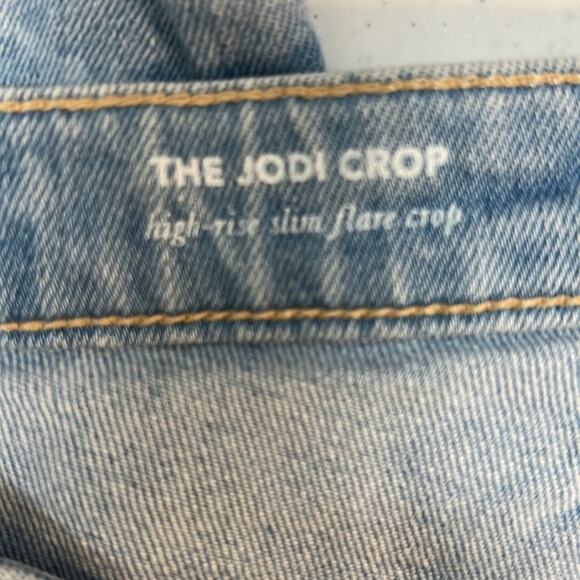 THE JODI CROP
high-rise slim flare crop